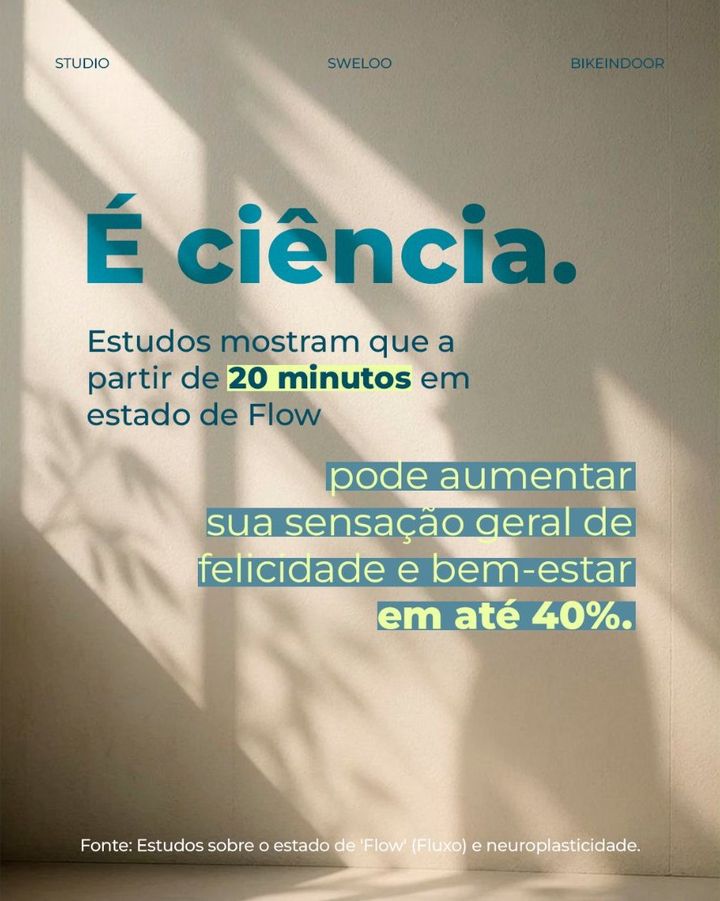 STUDIO SWELOO BIKEINDOOR
É ciência.
Estudos mostram que a
partir de 20 minutos em
estado de Flow
pode aumentar
sua sensação geral de
felicidade e bem-estar
em até 40%.
Fonte: Estudos sobre o estado de 'Flow' (Fluxo) e neuroplasticidade.